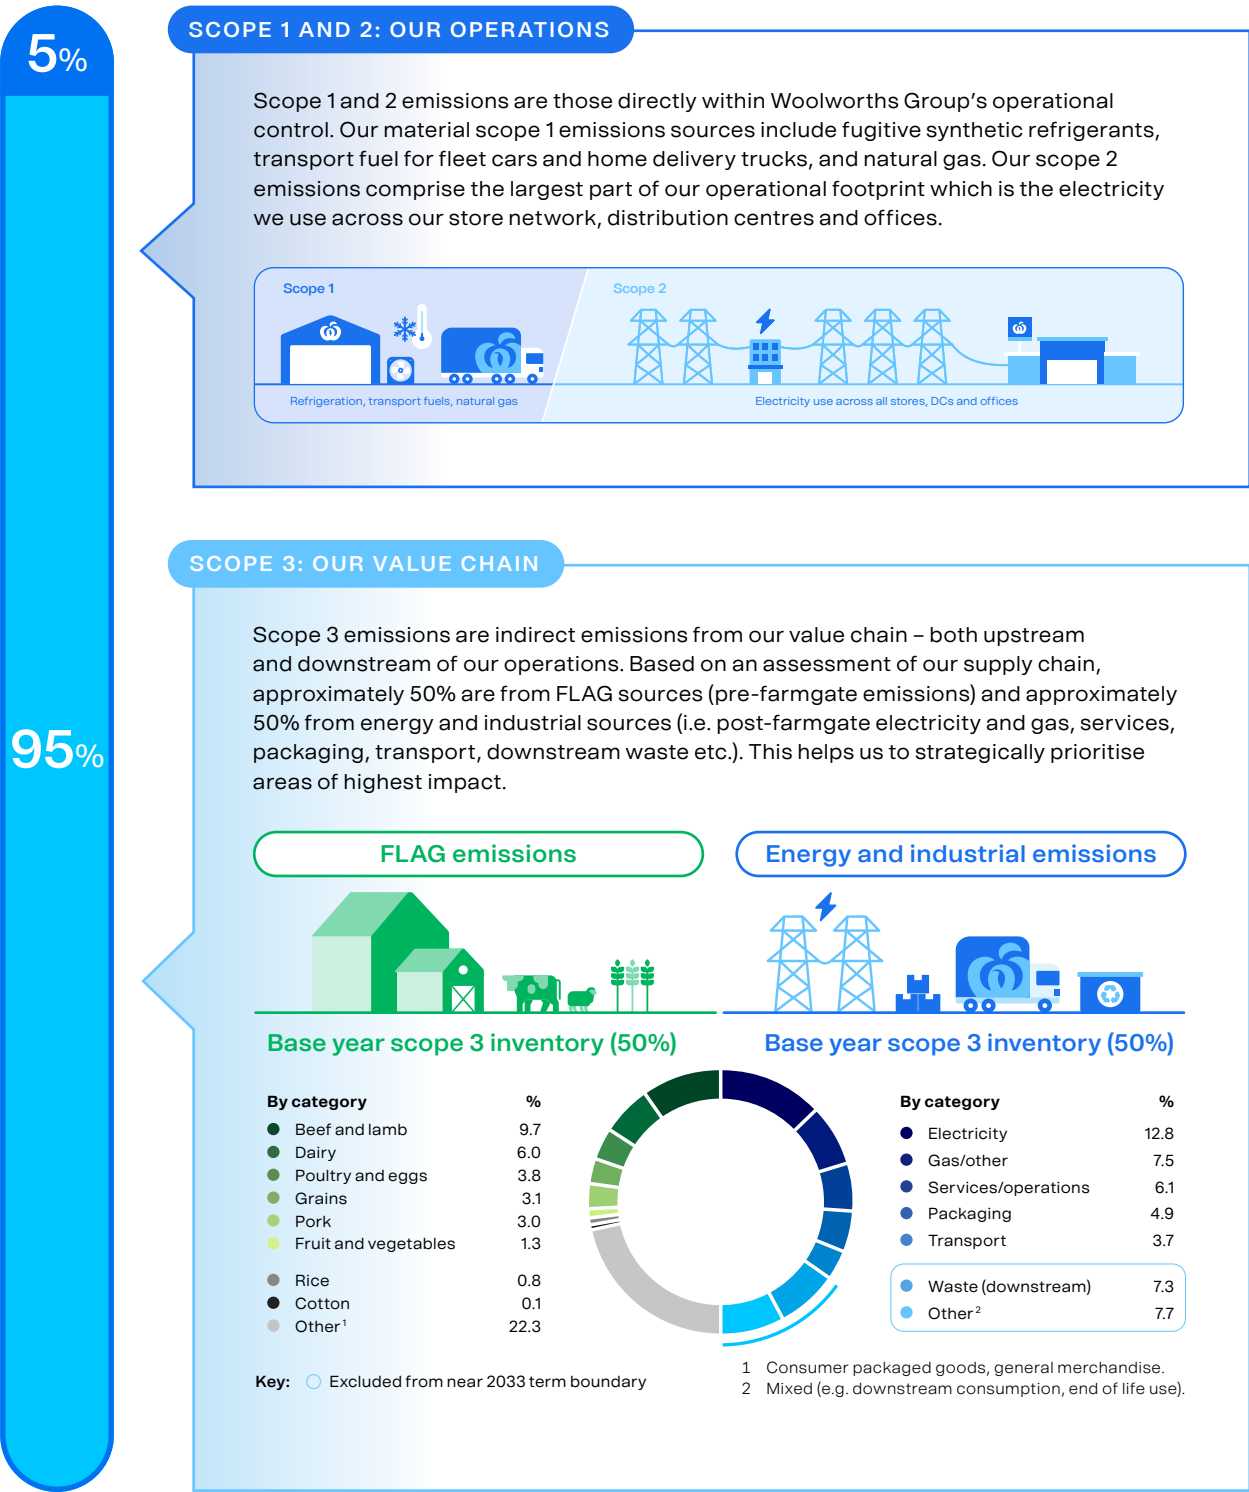 5%
SCOPE 1 AND 2: OUR OPERATIONS
Scope 1 and 2 emissions are those directly within Woolworths Group's operational
control. Our material scope 1 emissions sources include fugitive synthetic refrigerants,
transport fuel for fleet cars and home delivery trucks, and natural gas. Our scope 2
emissions comprise the largest part of our operational footprint which is the electricity
we use across our store network, distribution centres and offices.
Scope 1
Scope 2
Refrigeration, transport fuels, natural gas
Electricity use across all stores, DCs and offices
95%
SCOPE 3: OUR VALUE CHAIN
Scope 3 emissions are indirect emissions from our value chain – both upstream
and downstream of our operations. Based on an assessment of our supply chain,
approximately 50% are from FLAG sources (pre-farmgate emissions) and approximately
50% from energy and industrial sources (i.e. post-farmgate electricity and gas, services,
packaging, transport, downstream waste etc.). This helps us to strategically prioritise
areas of highest impact.
FLAG emissions
Base year scope 3 inventory (50%)
By category %
Beef and lamb 9.7
Dairy 6.0
Poultry and eggs 3.8
Grains 3.1
Pork 3.0
Fruit and vegetables 1.3
Rice 0.8
Cotton 0.1
Other¹ 22.3
Key: Excluded from near 2033 term boundary
Energy and industrial emissions
Base year scope 3 inventory (50%)
By category %
Electricity 12.8
Gas/other 7.5
Services/operations 6.1
Packaging 4.9
Transport 3.7
Waste (downstream) 7.3
Other² 7.7
1 Consumer packaged goods, general merchandise.
2 Mixed (e.g. downstream consumption, end of life use).